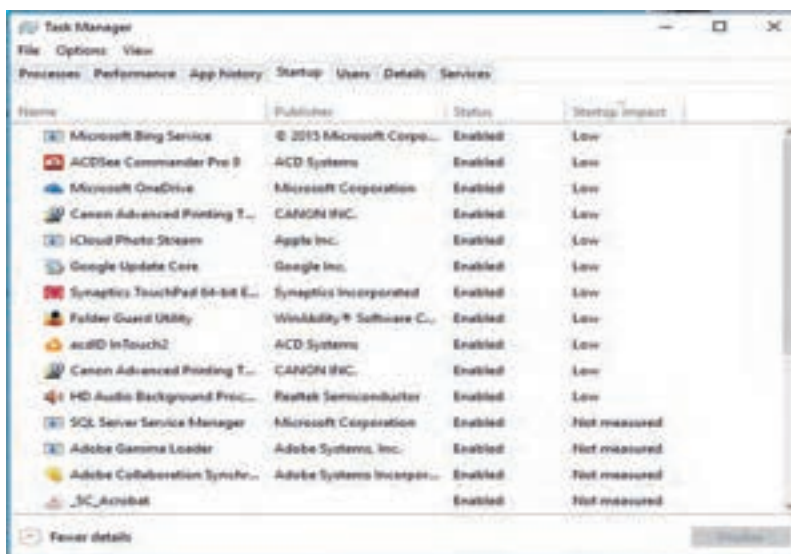 Task Manager
File Options View
Processes Performance App history Startup Users Details Services
Name Publisher Status Startup impact
Microsoft Bing Service © 2015 Microsoft Corpo... Enabled Low
ACDSee Commander Pro 9 ACD Systems Enabled Low
Microsoft OneDrive Microsoft Corporation Enabled Low
Canon Advanced Printing T... CANON INC. Enabled Low
iCloud Photo Stream Apple Inc. Enabled Low
Google Update Core Google Inc. Enabled Low
Synaptics TouchPad 64-bit E... Synaptics Incorporated Enabled Low
Folder Guard Utility WinAbility® Software C... Enabled Low
acdID InTouch2 ACD Systems Enabled Low
Canon Advanced Printing T... CANON INC. Enabled Low
HD Audio Background Proc... Realtek Semiconductor Enabled Low
SQL Server Service Manager Microsoft Corporation Enabled Not measured
Adobe Gamma Loader Adobe Systems, Inc. Enabled Not measured
Adobe Collaboration Synchr... Adobe Systems Incorpor... Enabled Not measured
_SC_Acrobat Enabled Not measured
Fewer details Disable